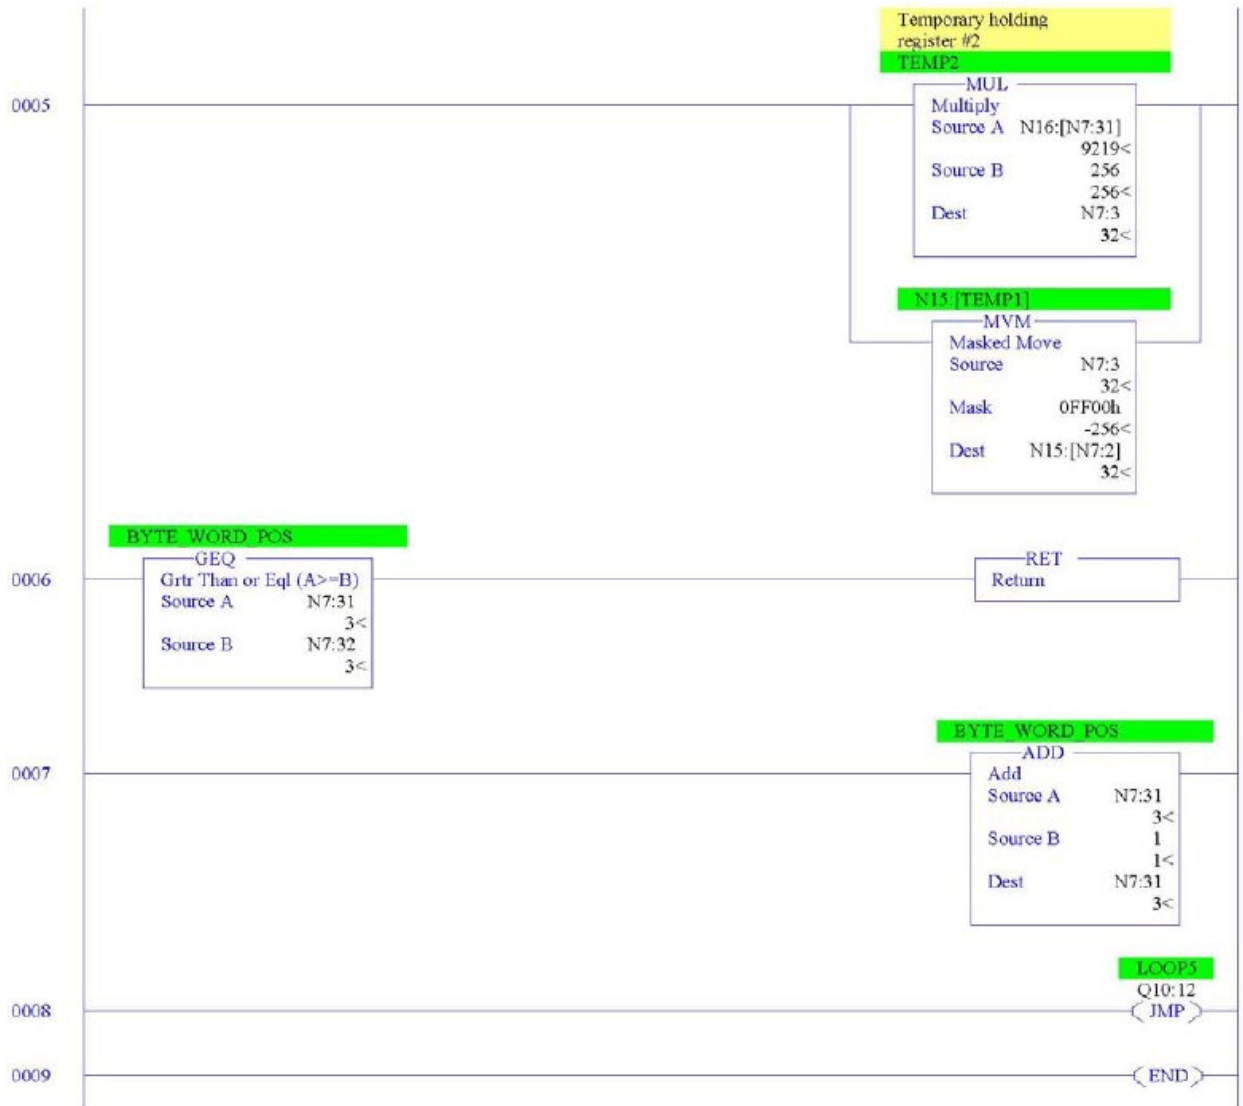 Temporary holding
register #2
TEMP2
0005
MUL
Multiply
Source A N16:[N7:31]
9219<
Source B 256
256<
Dest N7:3
32<
N15:[TEMP1]
MVM
Masked Move
Source N7:3
32<
Mask 0FF00h
-256<
Dest N15:[N7:2]
32<
BYTE_WORD_POS
0006
GEQ
Grtr Than or Eql (A>=B)
Source A N7:31
3<
Source B N7:32
3<
RET
Return
BYTE_WORD_POS
0007
ADD
Add
Source A N7:31
3<
Source B 1
1<
Dest N7:31
3<
LOOP5
Q10:12
0008
JMP
0009
END